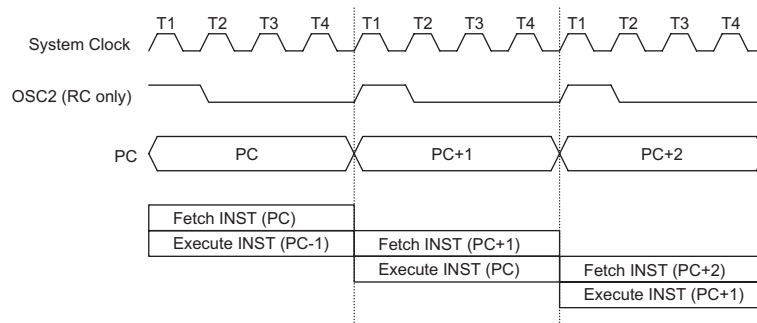 T1 T2 T3 T4 T1 T2 T3 T4 T1 T2 T3 T4
System Clock
OSC2 (RC only)
PC PC PC+1 PC+2
Fetch INST (PC)
Execute INST (PC-1) Fetch INST (PC+1)
Execute INST (PC) Fetch INST (PC+2)
Execute INST (PC+1)